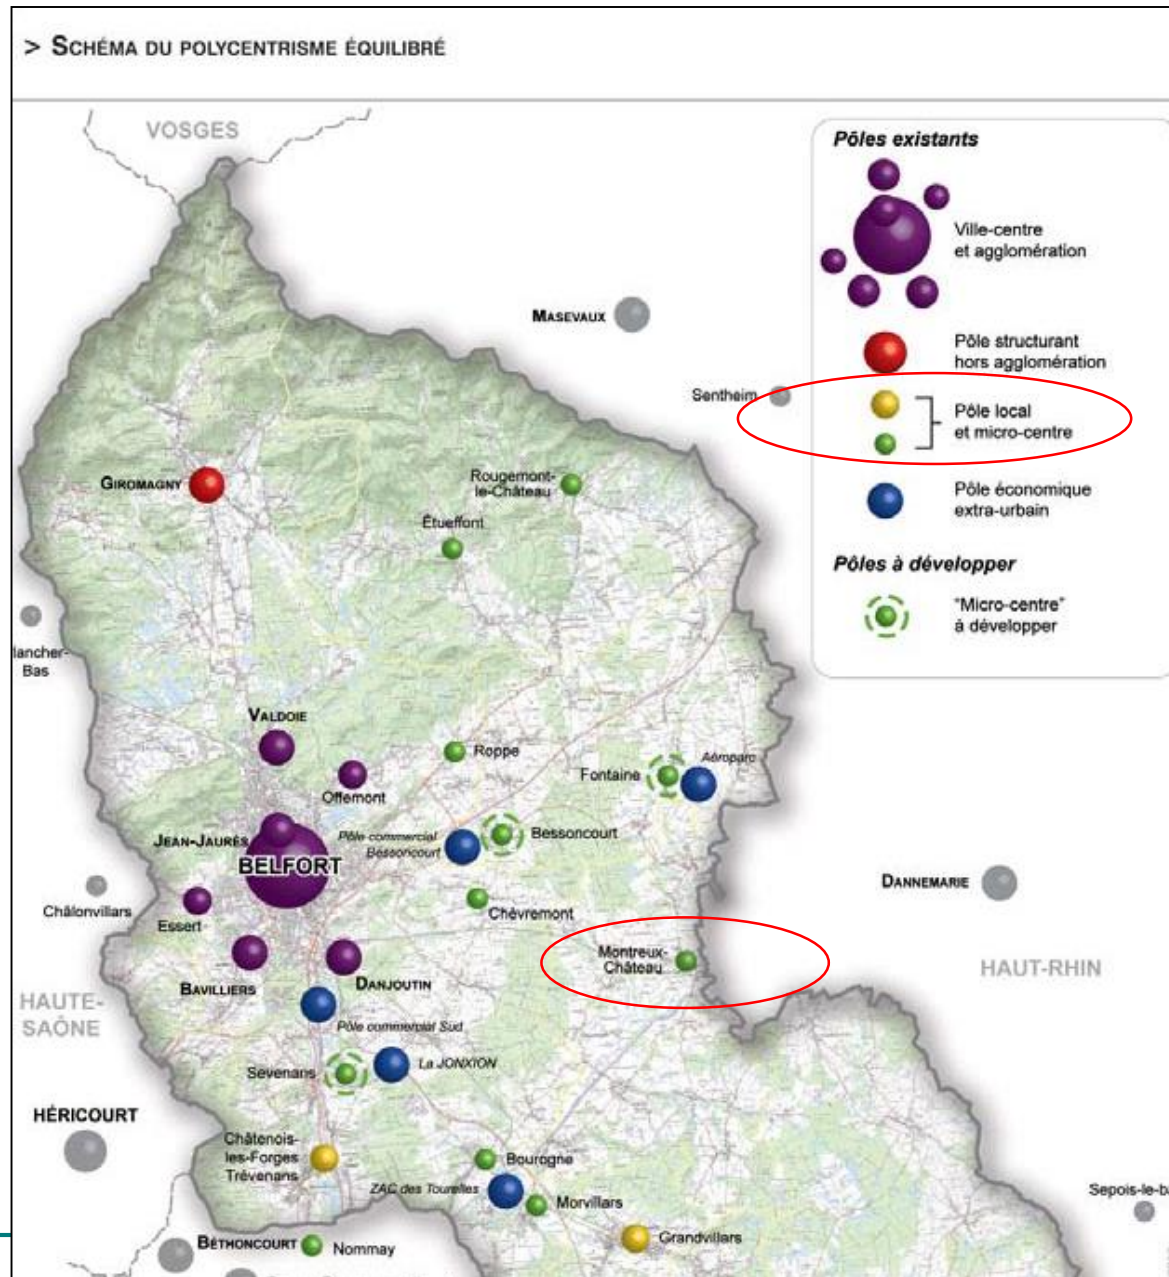 > SCHÉMA DU POLYCENTRISME ÉQUILIBRÉ
VOSGES
Pôles existants
Ville-centre
et agglomération
Pôle structurant
hors agglomération
Pôle local
et micro-centre
Pôle économique
extra-urbain
Pôles à développer
"Micro-centre"
à développer
MASEVAUX
Sentheim
GIROMAGNY
Rougemont-
le-Château
Étueffont
lancher-
Bas
VALDOIE
Offemont
Roppe
Fontaine
Aéroparc
JEAN-JAURÈS
BELFORT
Pôle commercial
Bessoncourt
Bessoncourt
DANNEMARIE
Châlonvillars
Essert
Chèvremont
Montreux-
Château
BAVILLIERS
DANJOUTIN
HAUT-RHIN
HAUTE-
SAÔNE
Pôle commercial Sud
Sevenans
La JONXION
HÉRICOURT
Châtenois-
les-Forges
Trévenans
Bourogne
ZAC des Tourelles
Morvillars
Sepois-le-ba
Grandvillars
BÉTHONCOURT
Nommay